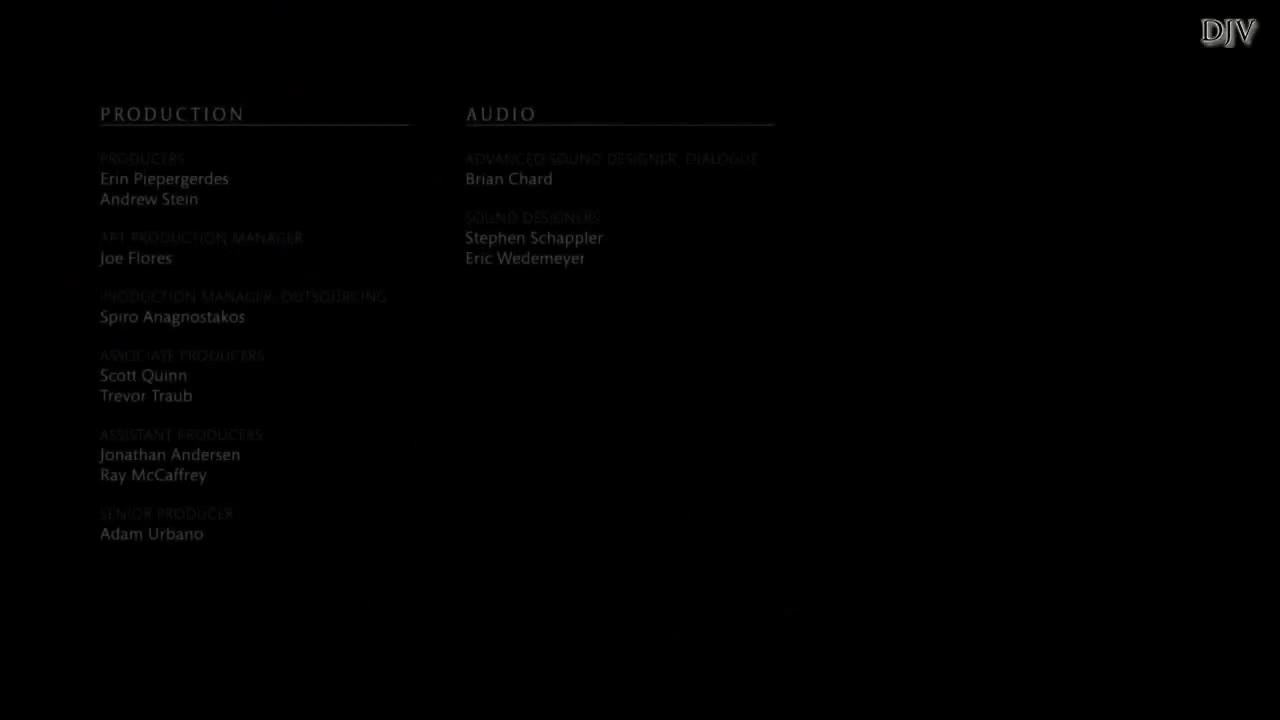 DJV
PRODUCTION
PRODUCERS
Erin Piepergerdes
Andrew Stein
ART PRODUCTION MANAGER
Joe Flores
PRODUCTION MANAGER, OUTSOURCING
Spiro Anagnostakos
ASSOCIATE PRODUCERS
Scott Quinn
Trevor Traub
ASSISTANT PRODUCERS
Jonathan Andersen
Ray McCaffrey
SENIOR PRODUCER
Adam Urbano
AUDIO
ADVANCED SOUND DESIGNER, DIALOGUE
Brian Chard
SOUND DESIGNERS
Stephen Schappler
Eric Wedemeyer